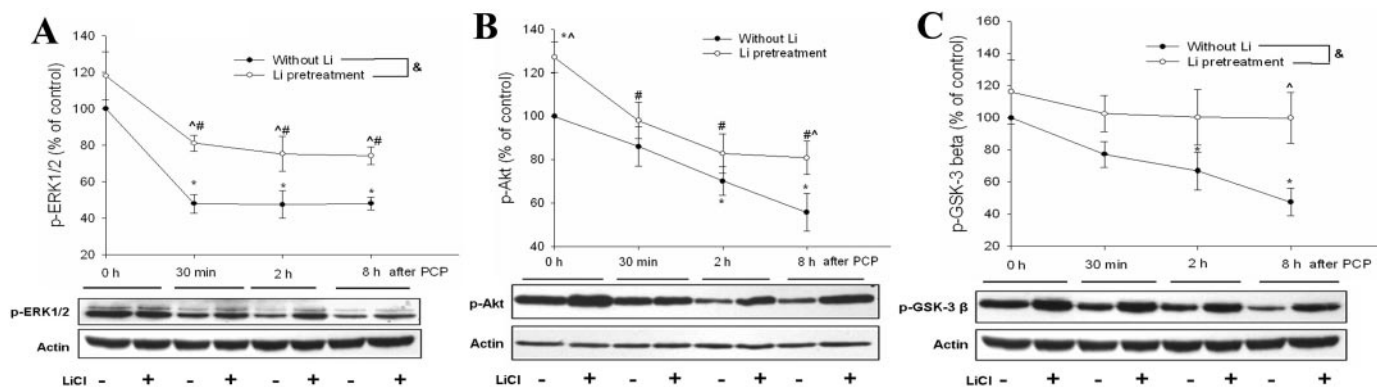 A
Without Li
Li pretreatment
&
p-ERK1/2 (% of control)
140
120
100
80
60
40
20
^#
^#
^#
*
*
*
0 h
30 min
2 h
8 h
after PCP
p-ERK1/2
Actin
LiCl
- + - + - + - +
B
Without Li
Li pretreatment
p-Akt (% of control)
140
120
100
80
60
40
*^
#
#
#^
*
*
0 h
30 min
2 h
8 h
after PCP
p-Akt
Actin
LiCl
- + - + - + - +
C
Without Li
Li pretreatment
&
p-GSK-3 beta (% of control)
160
140
120
100
80
60
40
20
^
*
*
0 h
30 min
2 h
8 h
after PCP
p-GSK-3 β
Actin
LiCl
- + - + - + - +